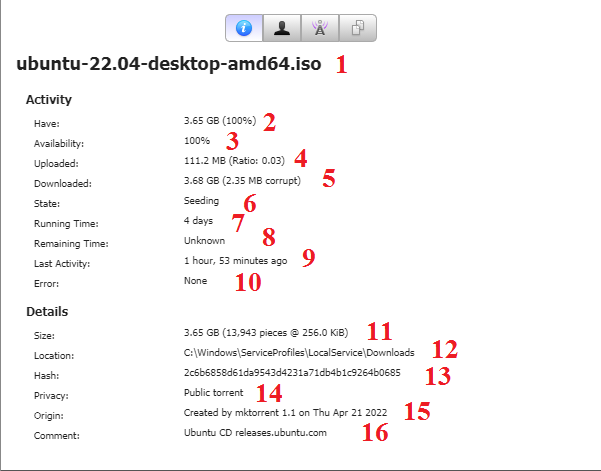 ubuntu-22.04-desktop-amd64.iso 1
Activity
Have: 3.65 GB (100%) 2
Availability: 100% 3
Uploaded: 111.2 MB (Ratio: 0.03) 4
Downloaded: 3.68 GB (2.35 MB corrupt) 5
State: Seeding 6
Running Time: 4 days 7
Remaining Time: Unknown 8
Last Activity: 1 hour, 53 minutes ago 9
Error: None 10
Details
Size: 3.65 GB (13,943 pieces @ 256.0 KiB) 11
Location: C:\Windows\ServiceProfiles\LocalService\Downloads 12
Hash: 2c6b6858d61da9543d4231a71db4b1c9264b0685 13
Privacy: Public torrent 14
Origin: Created by mktorrent 1.1 on Thu Apr 21 2022 15
Comment: Ubuntu CD releases.ubuntu.com 16